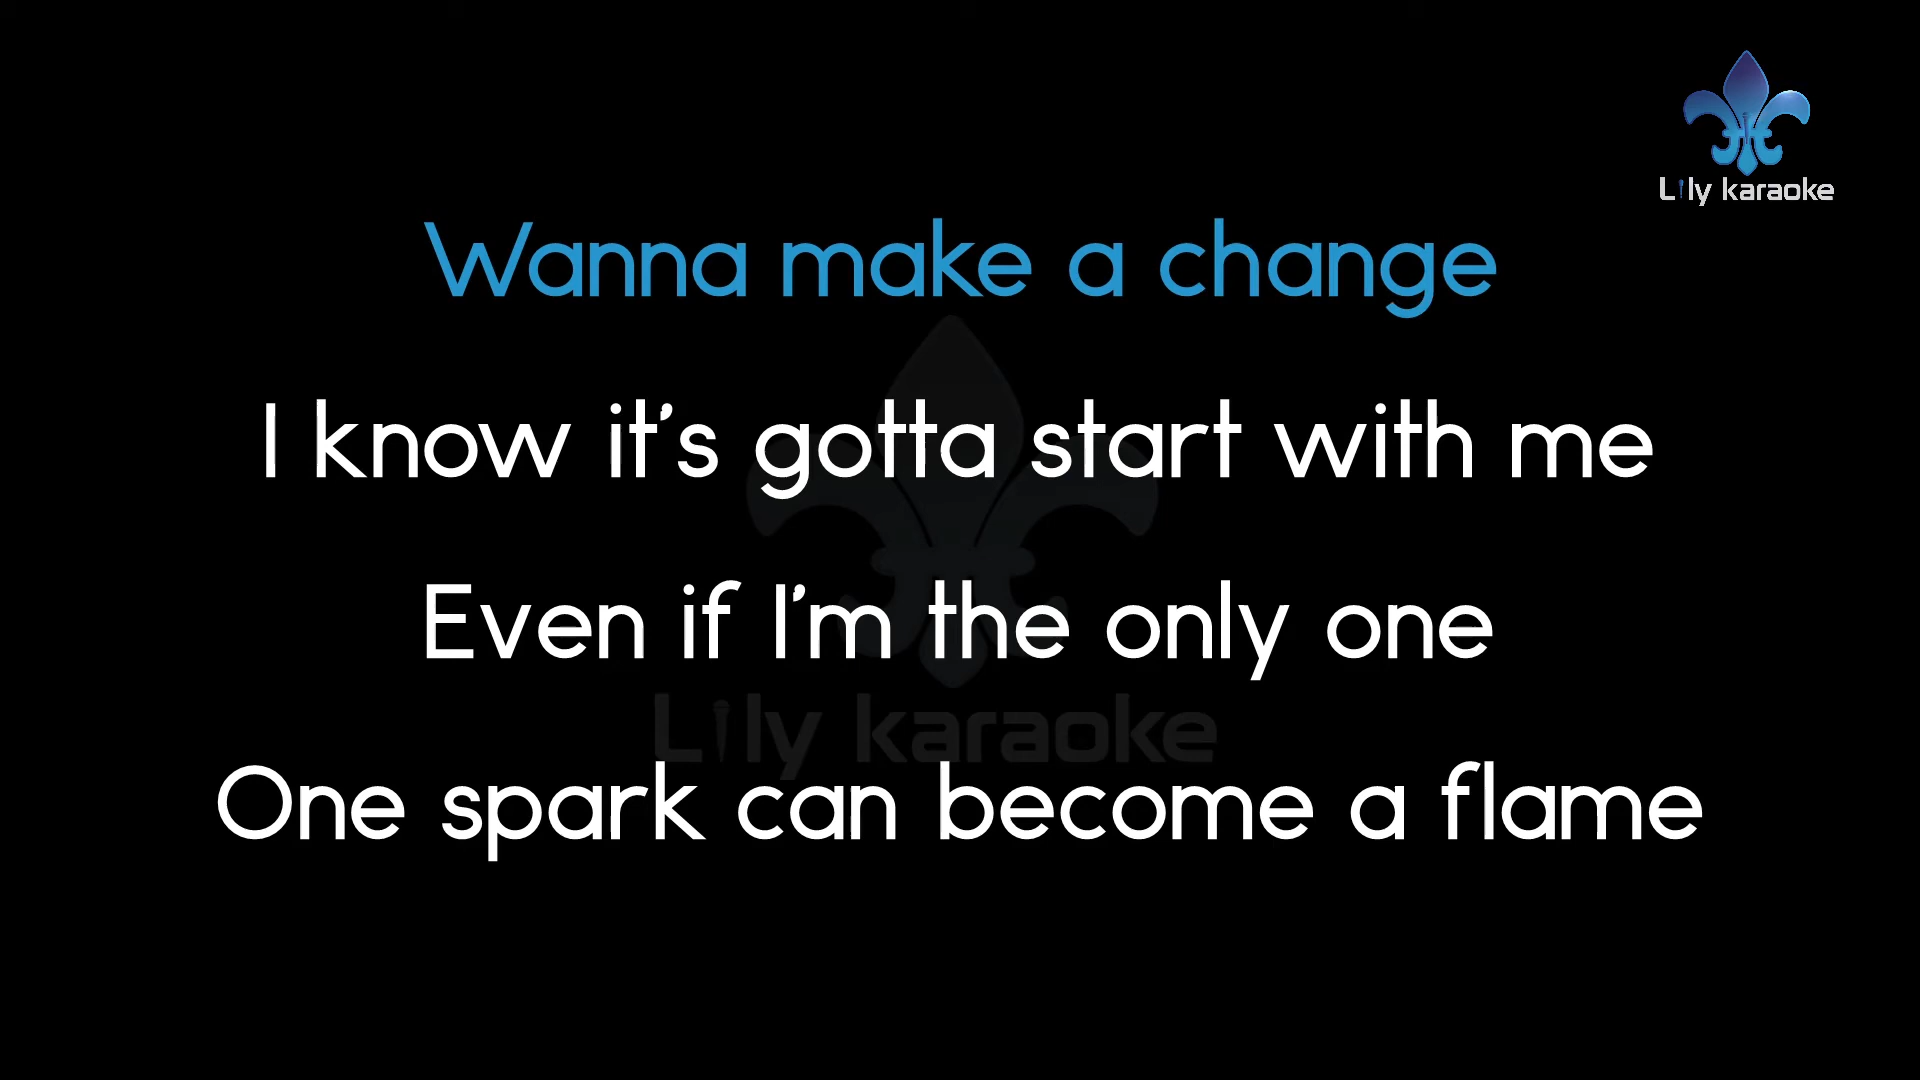 Lily karaoke
Wanna make a change
I know it's gotta start with me
Even if I'm the only one
Lily karaoke
One spark can become a flame